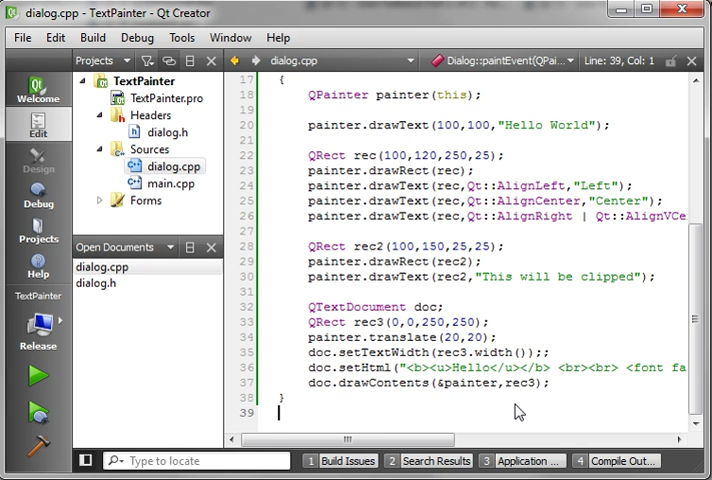 dialog.cpp - TextPainter - Qt Creator
File Edit Build Debug Tools Window Help
Projects dialog.cpp Dialog::paintEvent(QPa... Line: 39, Col: 1
Welcome
Edit
Design
Debug
Projects
Help
TextPainter
Release
TextPainter
TextPainter.pro
Headers
dialog.h
Sources
dialog.cpp
main.cpp
Forms
Open Documents
dialog.cpp
dialog.h
17 {
18 QPainter painter(this);
19
20 painter.drawText(100,100,"Hello World");
21
22 QRect rec(100,120,250,25);
23 painter.drawRect(rec);
24 painter.drawText(rec,Qt::AlignLeft,"Left");
25 painter.drawText(rec,Qt::AlignCenter,"Center");
26 painter.drawText(rec,Qt::AlignRight | Qt::AlignVCe
27
28 QRect rec2(100,150,25,25);
29 painter.drawRect(rec2);
30 painter.drawText(rec2,"This will be clipped");
31
32 QTextDocument doc;
33 QRect rec3(0,0,250,250);
34 painter.translate(20,20);
35 doc.setTextWidth(rec3.width());;
36 doc.setHtml("<b><u>Hello</u></b> <br><br> <font fa
37 doc.drawContents(&painter,rec3);
38 }
39
Type to locate 1 Build Issues 2 Search Results 3 Application ... 4 Compile Out...